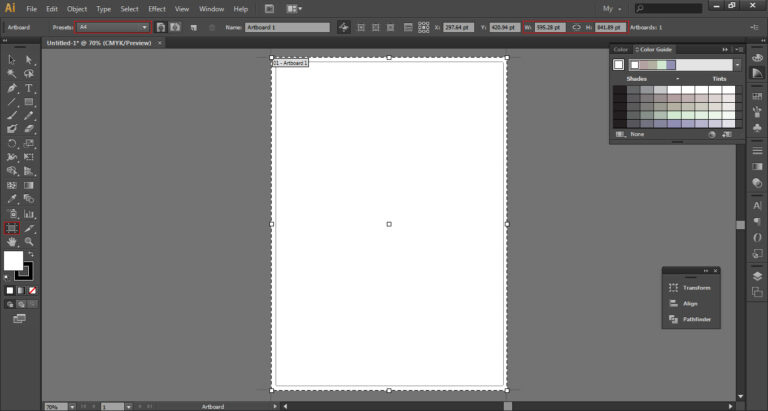 Ai File Edit Object Type Select Effect View Window Help Br My
Artboard Presets: A4 Name: Artboard 1 X: 297.64 pt Y: 420.94 pt W: 595.28 pt H: 841.89 pt Artboards: 1
Untitled-1* @ 70% (CMYK/Preview) ×
01 - Artboard 1
Color Color Guide
Shades Tints
None
Transform
Align
Pathfinder
70% 1 Artboard